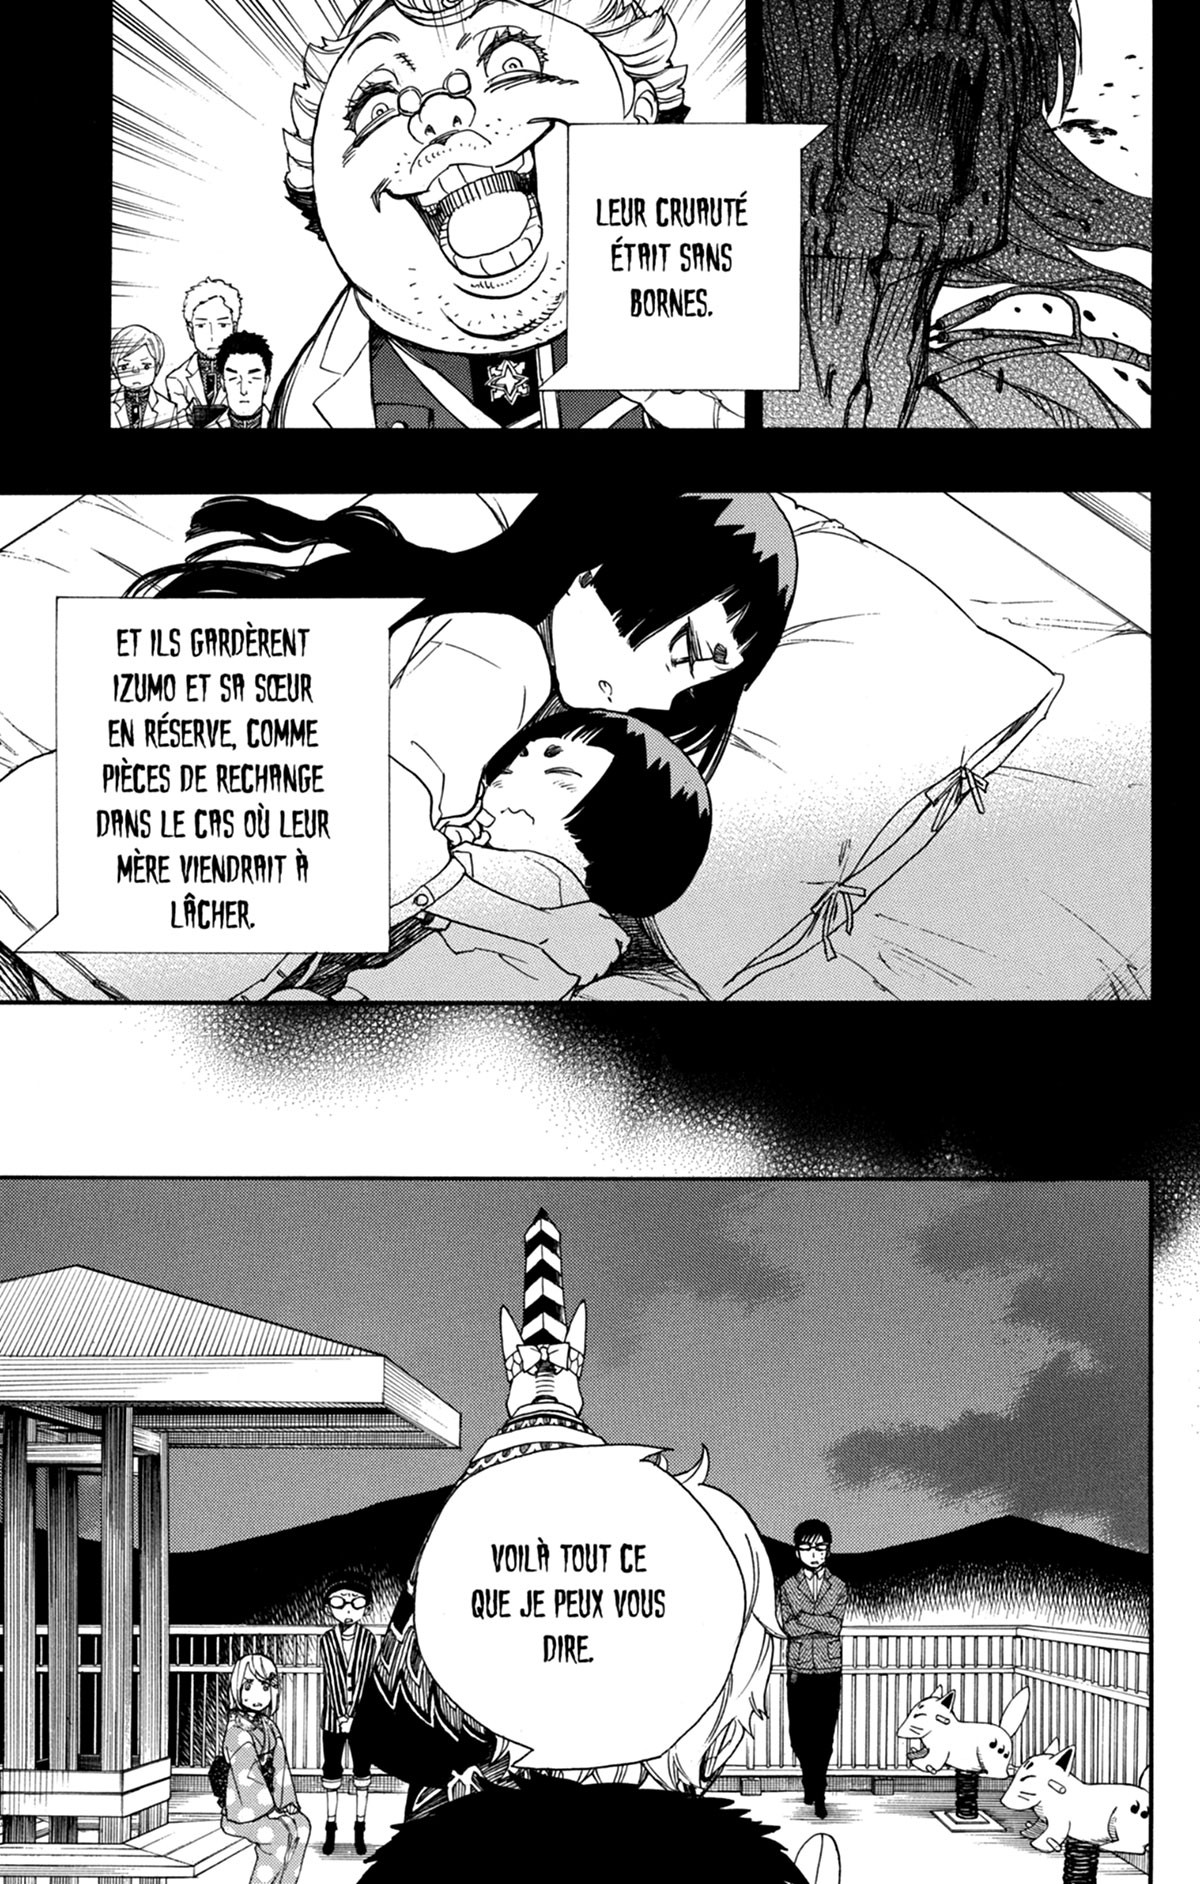 LEUR CRUAUTÉ
ÉTAIT SANS
BORNES.
ET ILS GARDÈRENT
IZUMO ET SA SŒUR
EN RÉSERVE, COMME
PIÈCES DE RECHANGE
DANS LE CAS OÙ LEUR
MÈRE VIENDRAIT À
LÂCHER.
VOILÀ TOUT CE
QUE JE PEUX VOUS
DIRE.